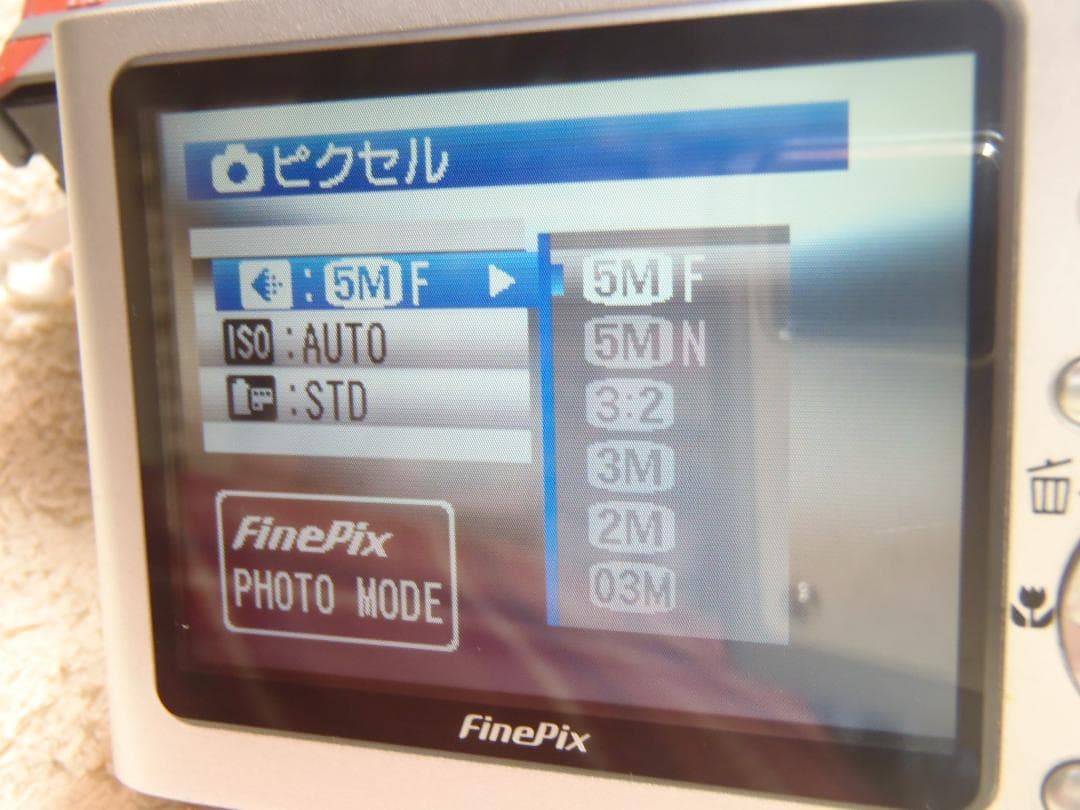 ピクセル
: 5M F
5M F
ISO :AUTO
5M N
:STD
3:2
3M
2M
03M
FinePix
PHOTO MODE
FinePix